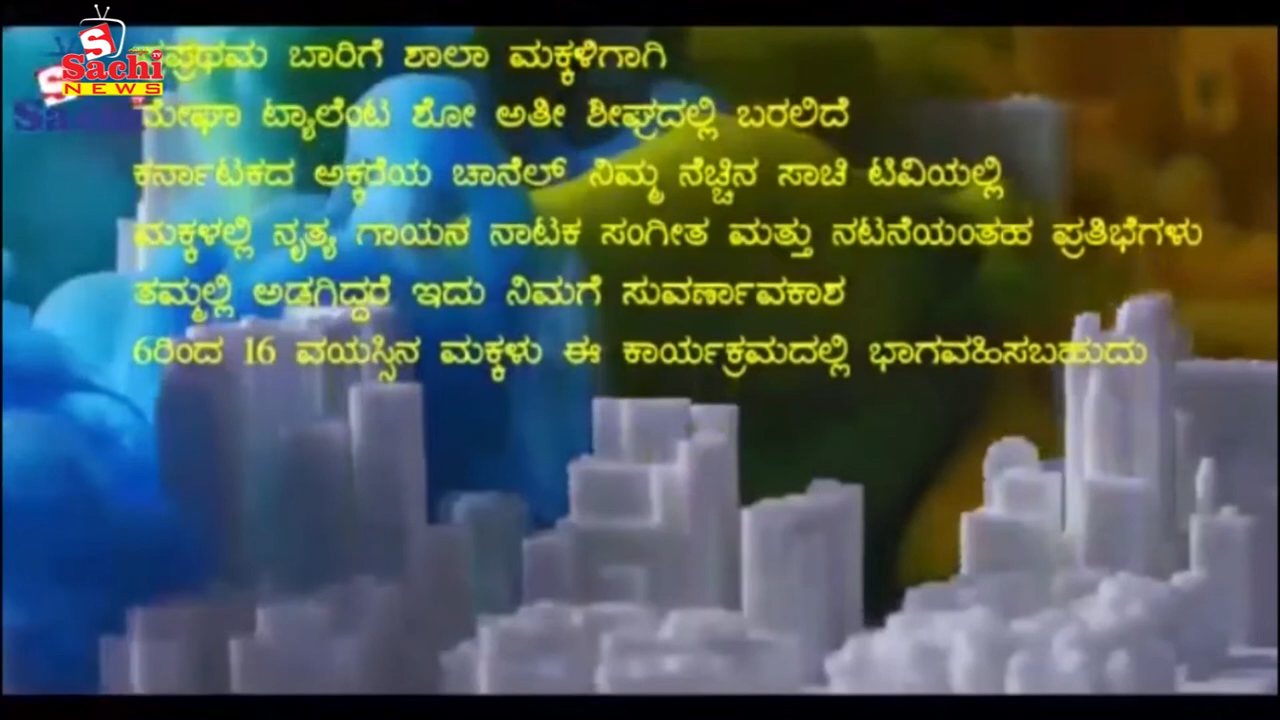 Sachi TV
NEWS
ಬಾರಿಗೆ ಶಾಲಾ ಮಕ್ಕಳಿಗಾಗಿ
ಮೇಘಾ ಟ್ಯಾಲೆಂಟ ಶೋ ಅತೀ ಶೀಘ್ರದಲ್ಲಿ ಬರಲಿದೆ
ಕರ್ನಾಟಕದ ಅಕ್ಕರೆಯ ಚಾನೆಲ್ ನಿಮ್ಮ ನೆಚ್ಚಿನ ಸಾಚಿ ಟಿವಿಯಲ್ಲಿ
ಮಕ್ಕಳಲ್ಲಿ ನೃತ್ಯ ಗಾಯನ ನಾಟಕ ಸಂಗೀತ ಮತ್ತು ನಟನೆಯಂತಹ ಪ್ರತಿಭೆಗಳು
ತಮ್ಮಲ್ಲಿ ಅಡಗಿದ್ದರೆ ಇದು ನಿಮಗೆ ಸುವರ್ಣಾವಕಾಶ
6ರಿಂದ 16 ವಯಸ್ಸಿನ ಮಕ್ಕಳು ಈ ಕಾರ್ಯಕ್ರಮದಲ್ಲಿ ಭಾಗವಹಿಸಬಹುದು